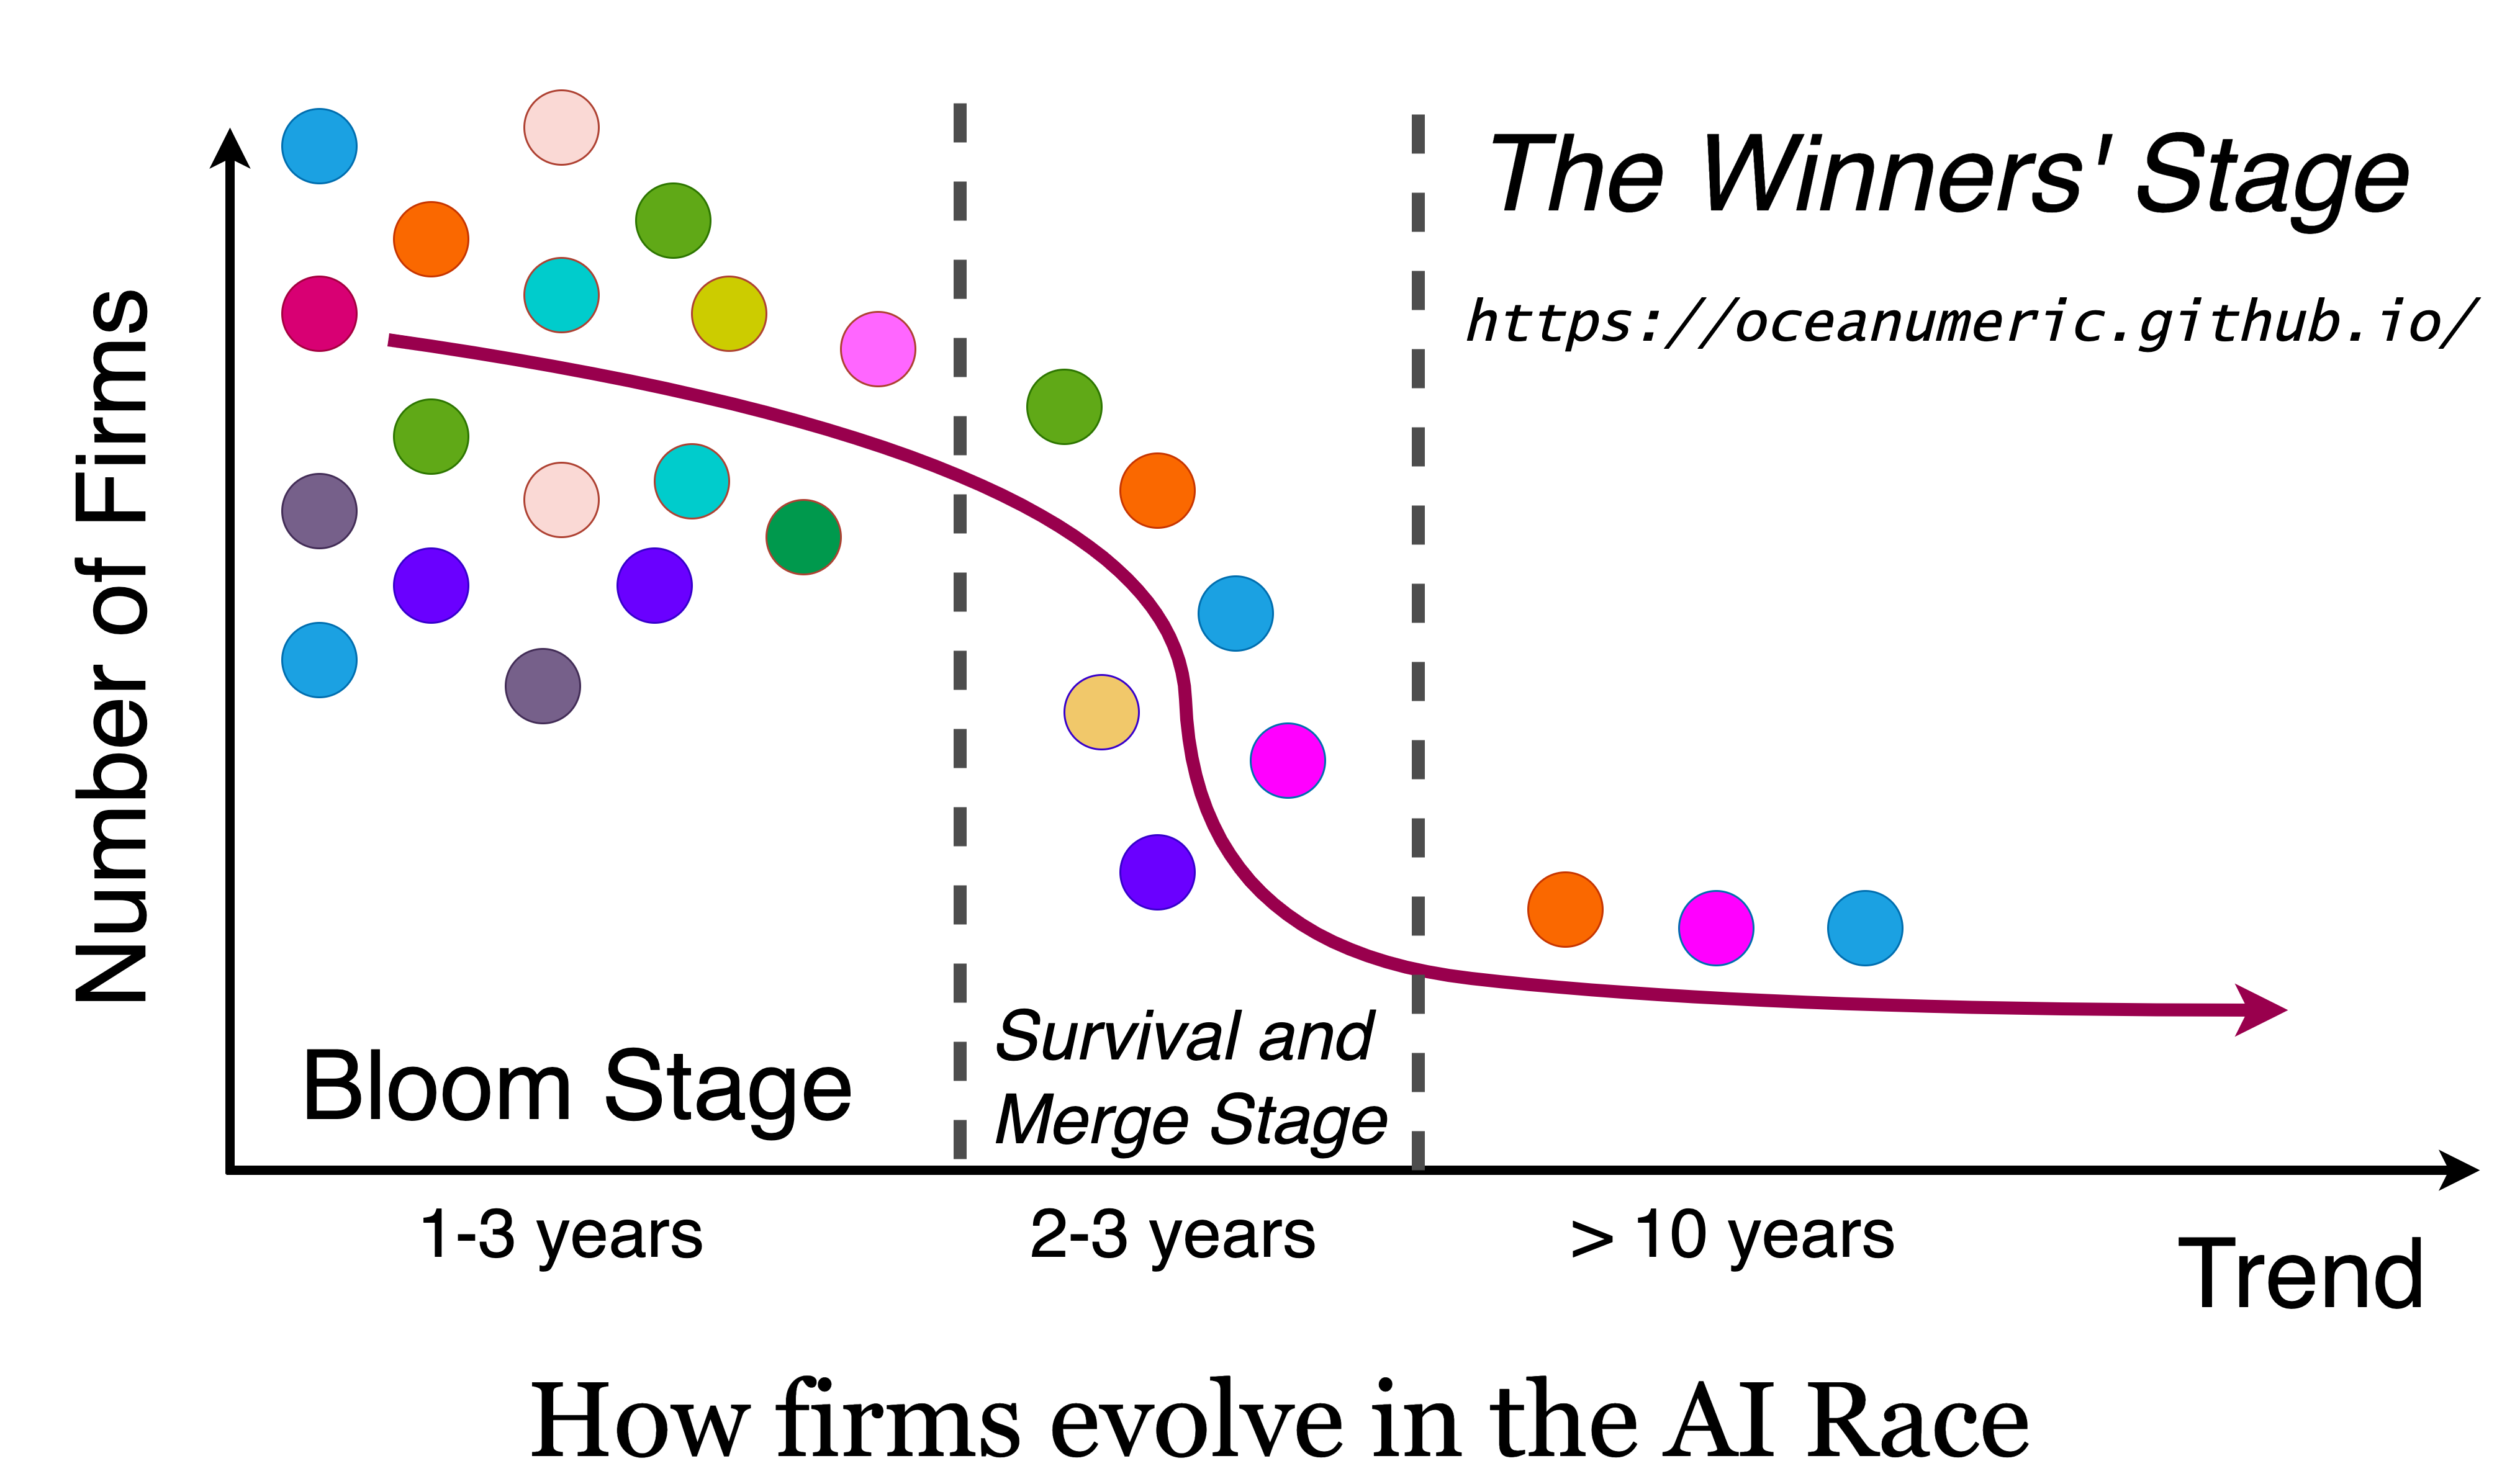 The Winners' Stage
https://oceanumeric.github.io/
Number of Firms
Survival and
Merge Stage
Bloom Stage
1-3 years
2-3 years
> 10 years
Trend
How firms evolve in the AI Race